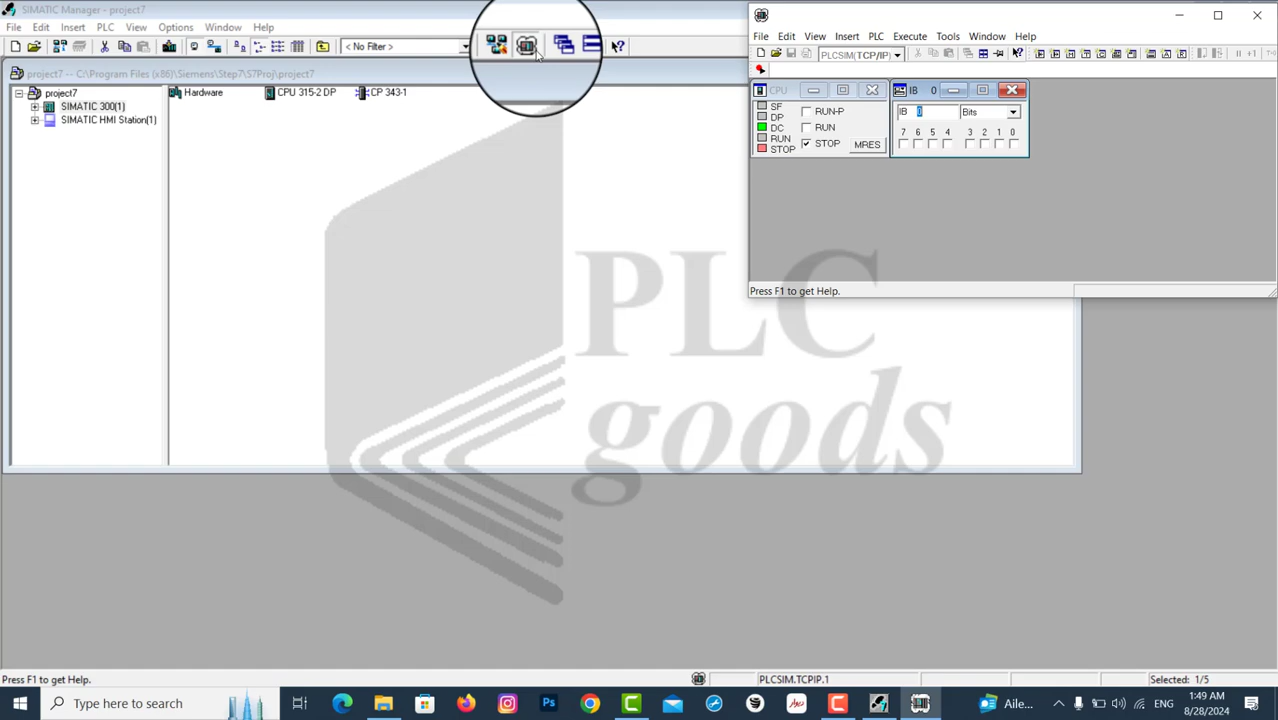 SIMATIC Manager - project7
File Edit Insert PLC View Options Window Help
< No Filter >
project7 -- C:\Program Files (x86)\Siemens\Step7\S7Proj\project7
project7
SIMATIC 300(1)
SIMATIC HMI Station(1)
Hardware CPU 315-2 DP CP 343-1
File Edit View Insert PLC Execute Tools Window Help
PLCSIM(TCP/IP)
CPU
SF
DP
DC
RUN
STOP
RUN-P
RUN
STOP MRES
IB 0
IB 0 Bits
7 6 5 4 3 2 1 0
Press F1 to get Help.
PLC
goods
Press F1 to get Help.
PLCSIM.TCPIP.1
Selected: 1/5
Type here to search
Ps
Aile...
ENG
1:49 AM
8/28/2024